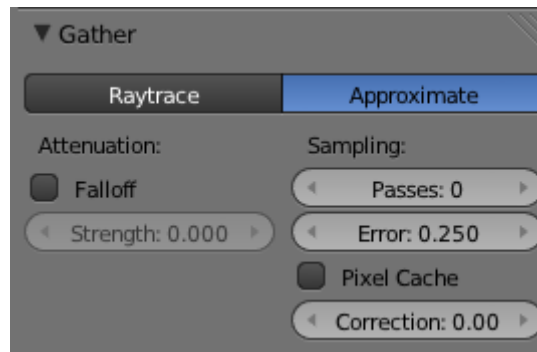 Gather
Raytrace Approximate
Attenuation: Sampling:
Falloff Passes: 0
Strength: 0.000 Error: 0.250
Pixel Cache
Correction: 0.00